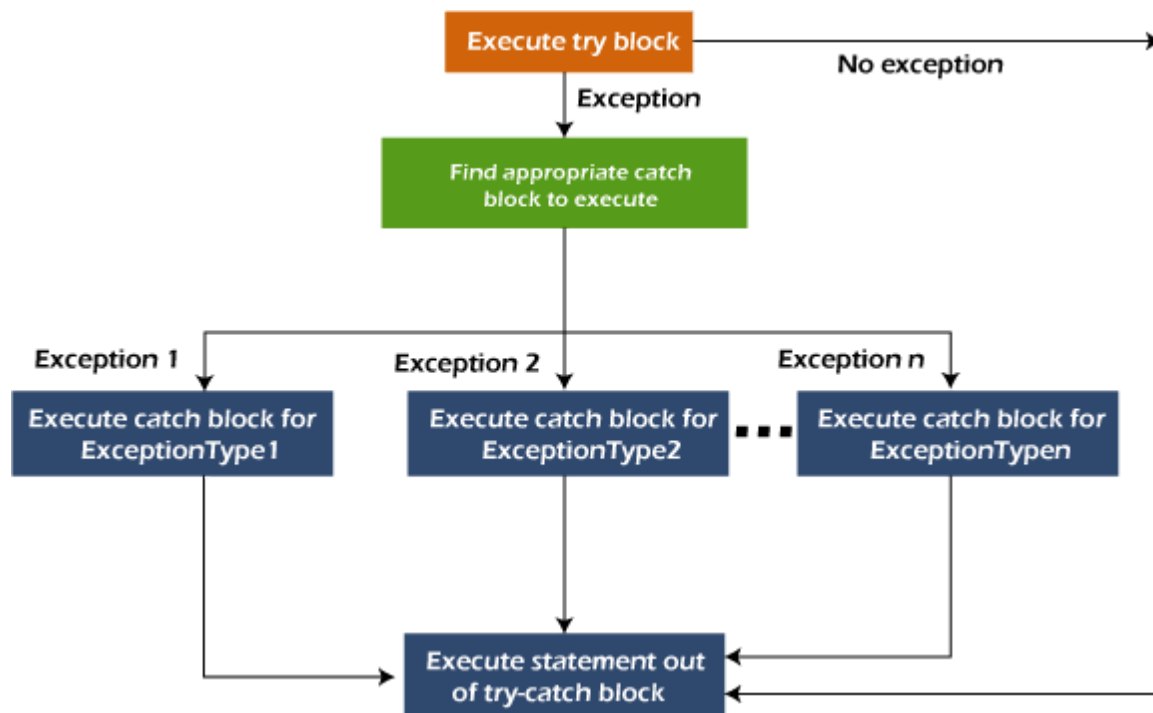 Execute try block
No exception
Exception
Find appropriate catch
block to execute
Exception 1
Exception 2
Exception n
Execute catch block for
ExceptionType1
Execute catch block for
ExceptionType2
Execute catch block for
ExceptionTypen
Execute statement out
of try-catch block